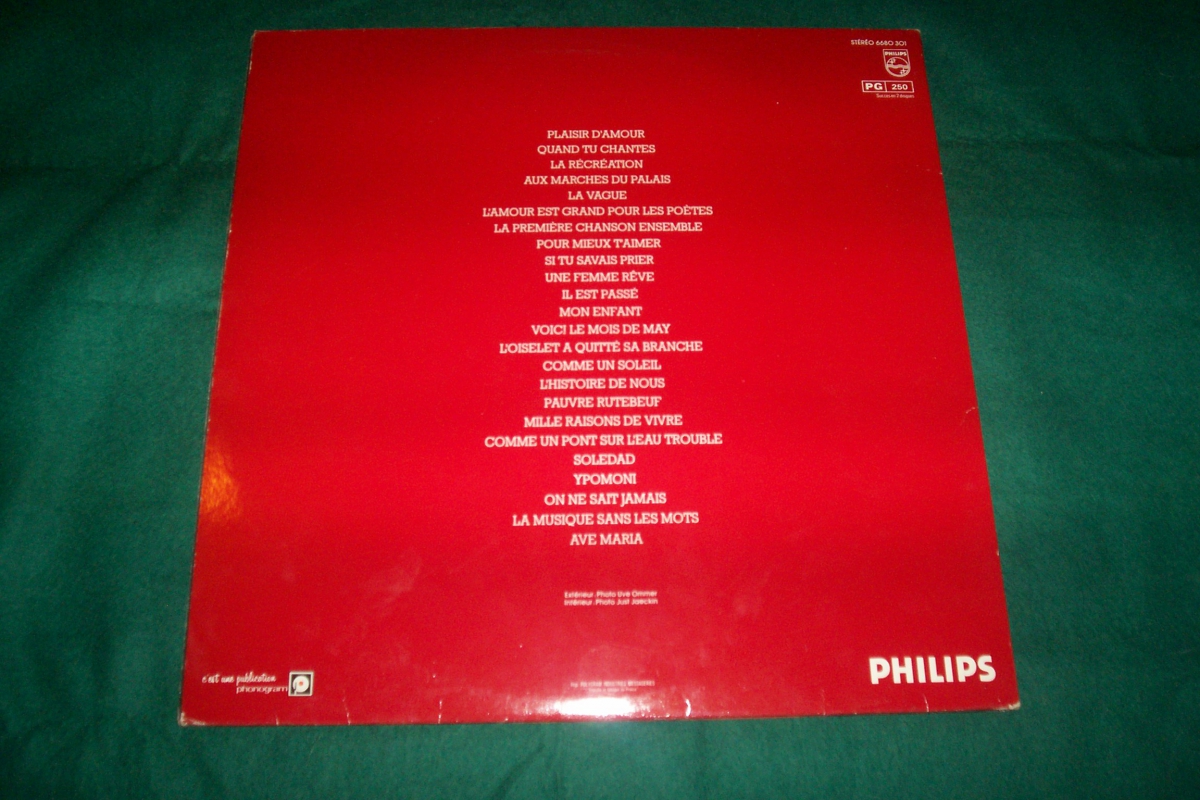 STÉRÉO 6680 301
PHILIPS
PG 250
PLAISIR D'AMOUR
QUAND TU CHANTES
LA RÉCRÉATION
AUX MARCHES DU PALAIS
LA VAGUE
L'AMOUR EST GRAND POUR LES POÈTES
LA PREMIÈRE CHANSON ENSEMBLE
POUR MIEUX T'AIMER
SI TU SAVAIS PRIER
UNE FEMME RÊVE
IL EST PASSÉ
MON ENFANT
VOICI LE MOIS DE MAY
L'OISELET A QUITTÉ SA BRANCHE
COMME UN SOLEIL
L'HISTOIRE DE NOUS
PAUVRE RUTEBEUF
MILLE RAISONS DE VIVRE
COMME UN PONT SUR L'EAU TROUBLE
SOLEDAD
YPOMONI
ON NE SAIT JAMAIS
LA MUSIQUE SANS LES MOTS
AVE MARIA
Extérieur . Photo Uve Ommer
Intérieur . Photo Just Jaeckin
c'est une publication
phonogram
PHILIPS